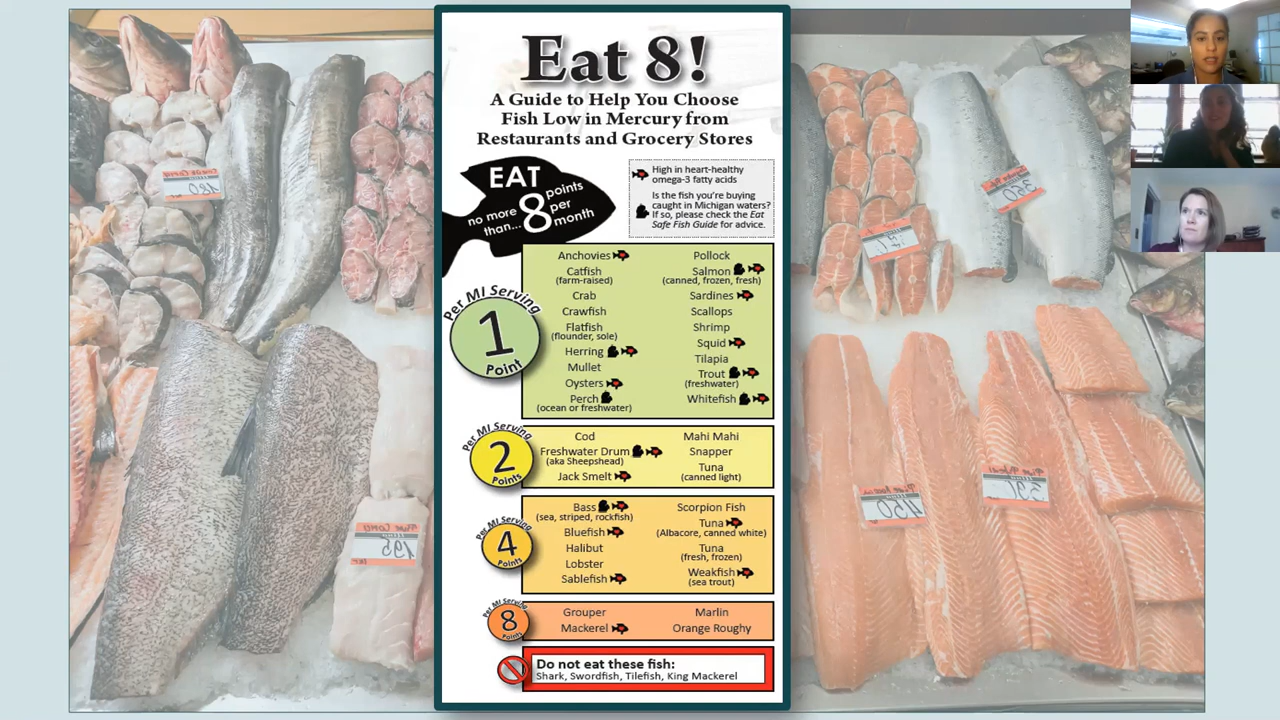 Eat 8!
A Guide to Help You Choose
Fish Low in Mercury from
Restaurants and Grocery Stores
EAT
no more than... 8 points per month
High in heart-healthy
omega-3 fatty acids
Is the fish you're buying
caught in Michigan waters?
If so, please check the Eat
Safe Fish Guide for advice.
Per MI Serving
1
Point
Anchovies
Catfish
(farm-raised)
Crab
Crawfish
Flatfish
(flounder, sole)
Herring
Mullet
Oysters
Perch
(ocean or freshwater)
Pollock
Salmon
(canned, frozen, fresh)
Sardines
Scallops
Shrimp
Squid
Tilapia
Trout
(freshwater)
Whitefish
Per MI Serving
2
Points
Cod
Freshwater Drum
(aka Sheepshead)
Jack Smelt
Mahi Mahi
Snapper
Tuna
(canned light)
Per MI Serving
4
Points
Bass
(sea, striped, rockfish)
Bluefish
Halibut
Lobster
Sablefish
Scorpion Fish
Tuna
(Albacore, canned white)
Tuna
(fresh, frozen)
Weakfish
(sea trout)
Per MI Serving
8
Points
Grouper
Mackerel
Marlin
Orange Roughy
Do not eat these fish:
Shark, Swordfish, Tilefish, King Mackerel